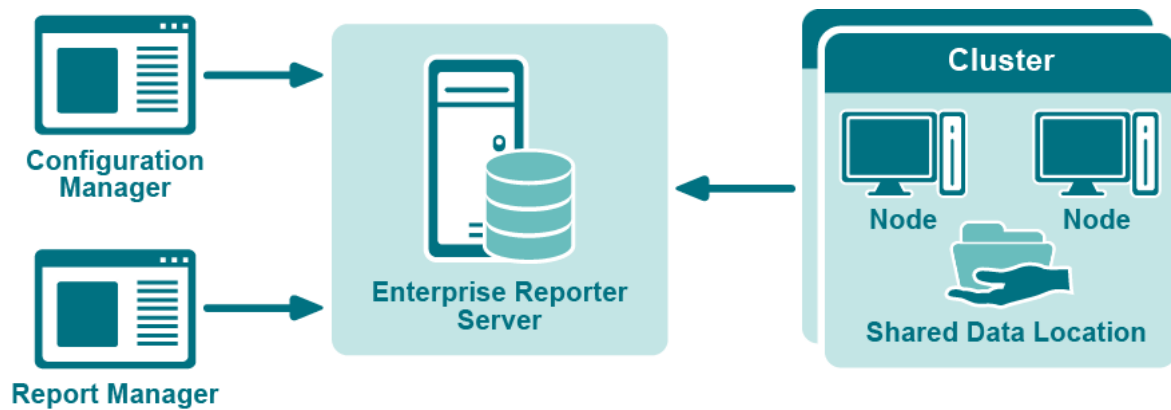 Configuration
Manager
Report Manager
Enterprise Reporter
Server
Cluster
Node
Node
Shared Data Location